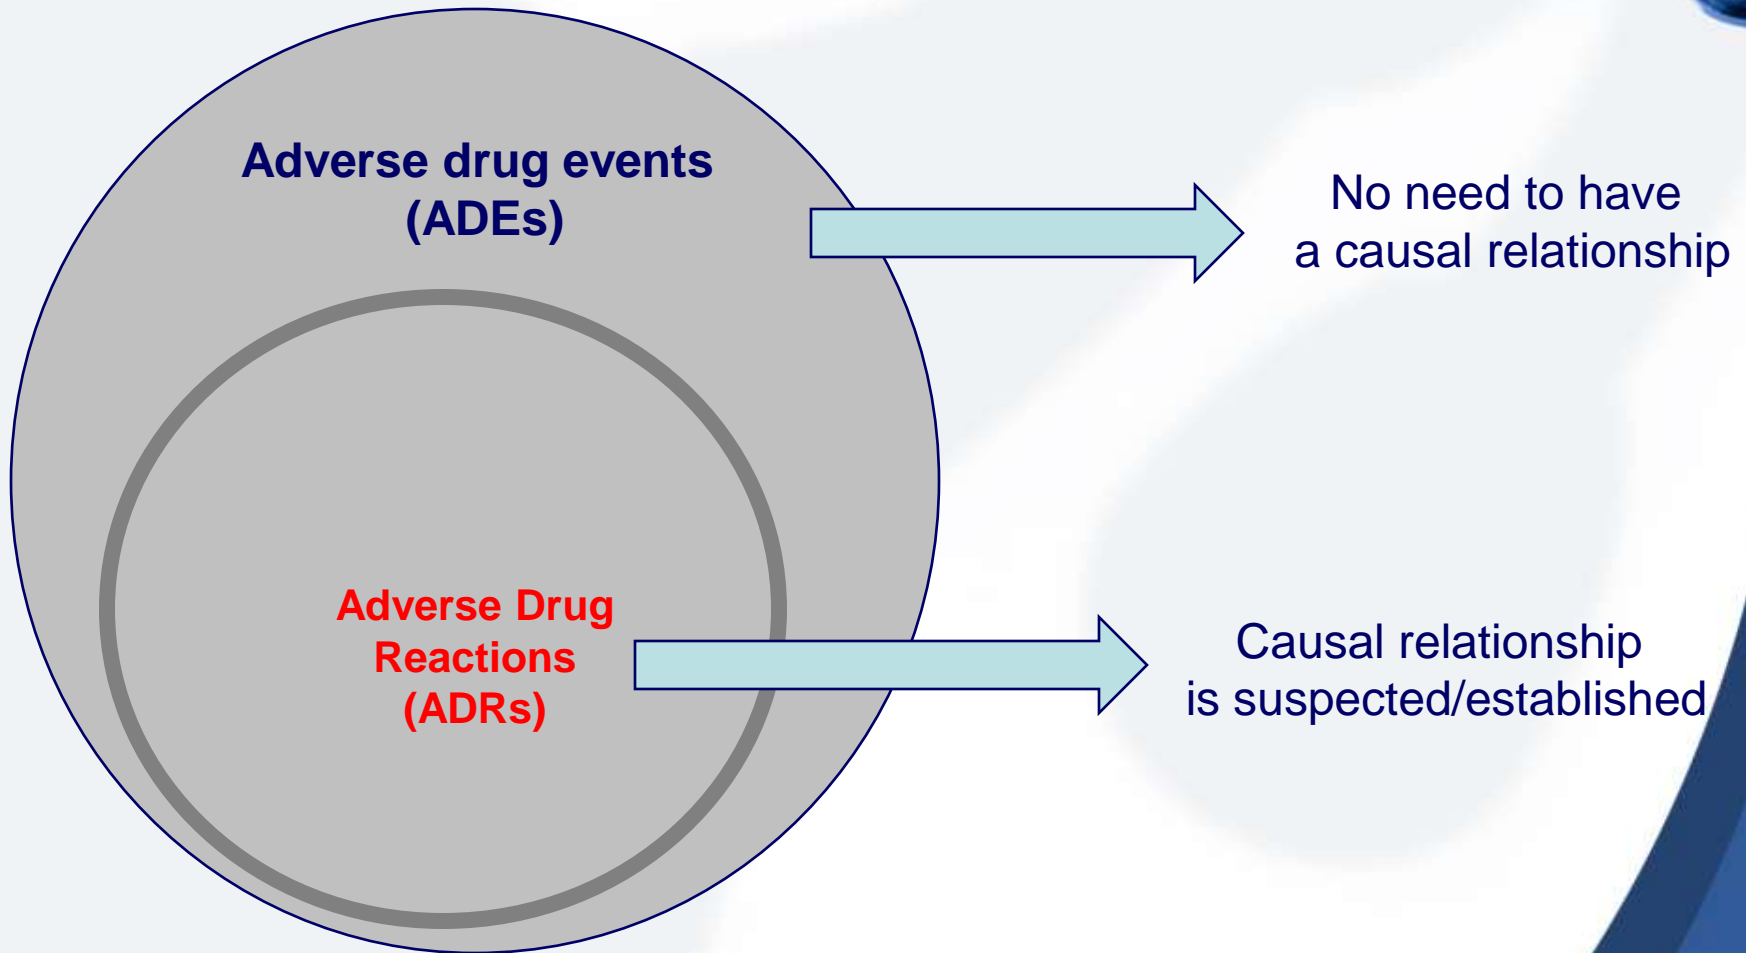 Adverse drug events
(ADEs)
No need to have
a causal relationship
Adverse Drug
Reactions
(ADRs)
Causal relationship
is suspected/established